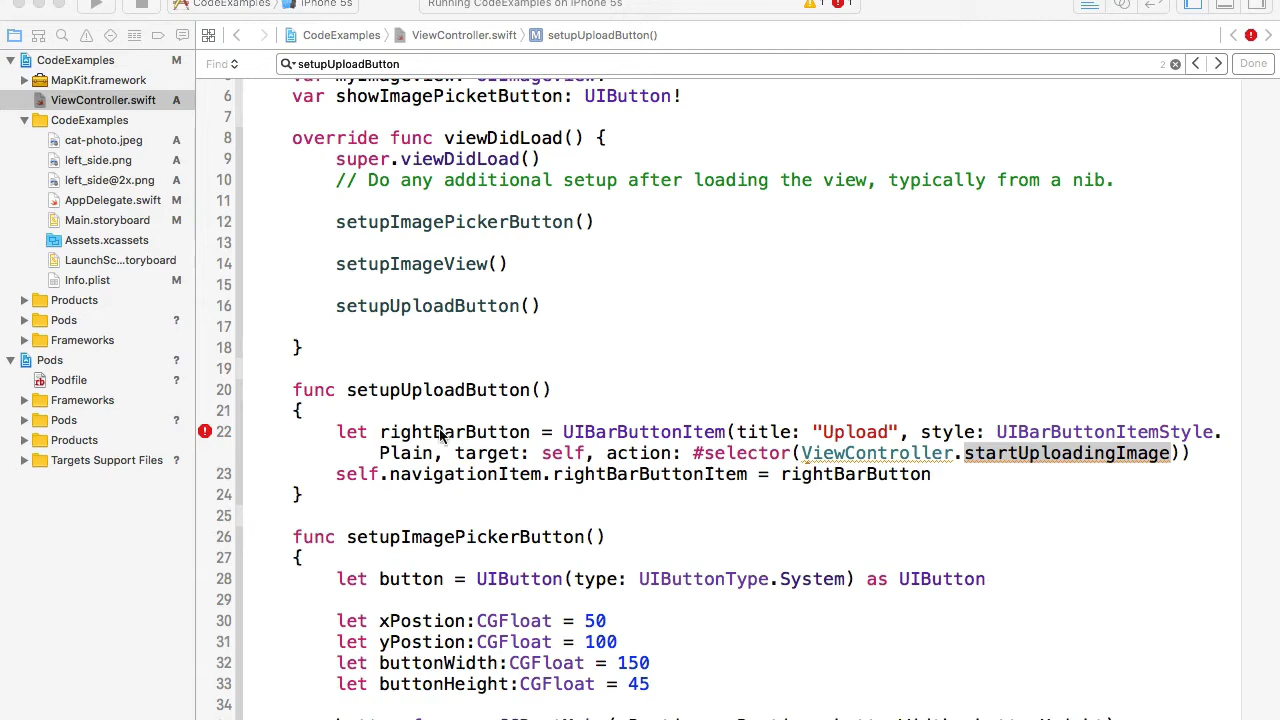 CodeExamples iPhone 5s Running CodeExamples on iPhone 5s 1 1
CodeExamples ViewController.swift M setupUploadButton()
Find setupUploadButton 2 Done
CodeExamples M
MapKit.framework
ViewController.swift A
CodeExamples
cat-photo.jpeg A
left_side.png A
left_side@2x.png A
AppDelegate.swift M
Main.storyboard M
Assets.xcassets
LaunchSc...toryboard
Info.plist M
Products
Pods ?
Frameworks
Pods ?
Podfile ?
Frameworks ?
Pods ?
Products ?
Targets Support Files ?
var myImageView: UIImageView!
6 var showImagePicketButton: UIButton!
7
8 override func viewDidLoad() {
9 super.viewDidLoad()
10 // Do any additional setup after loading the view, typically from a nib.
11
12 setupImagePickerButton()
13
14 setupImageView()
15
16 setupUploadButton()
17
18 }
19
20 func setupUploadButton()
21 {
22 let rightBarButton = UIBarButtonItem(title: "Upload", style: UIBarButtonItemStyle.
Plain, target: self, action: #selector(ViewController.startUploadingImage))
23 self.navigationItem.rightBarButtonItem = rightBarButton
24 }
25
26 func setupImagePickerButton()
27 {
28 let button = UIButton(type: UIButtonType.System) as UIButton
29
30 let xPostion:CGFloat = 50
31 let yPostion:CGFloat = 100
32 let buttonWidth:CGFloat = 150
33 let buttonHeight:CGFloat = 45
34